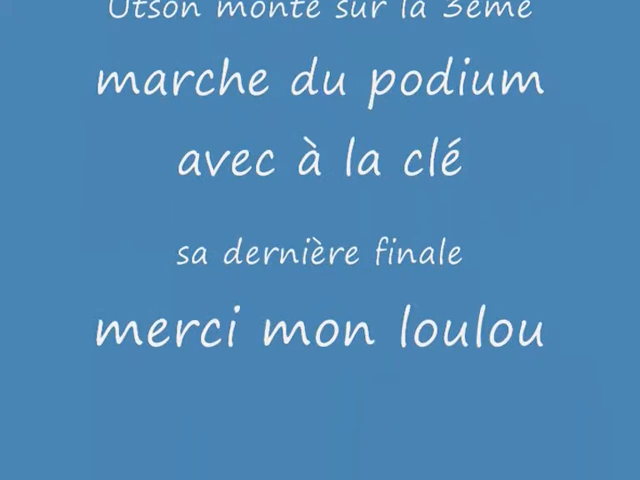 Utson monte sur la 3ème
marche du podium
avec à la clé
sa dernière finale
merci mon loulou